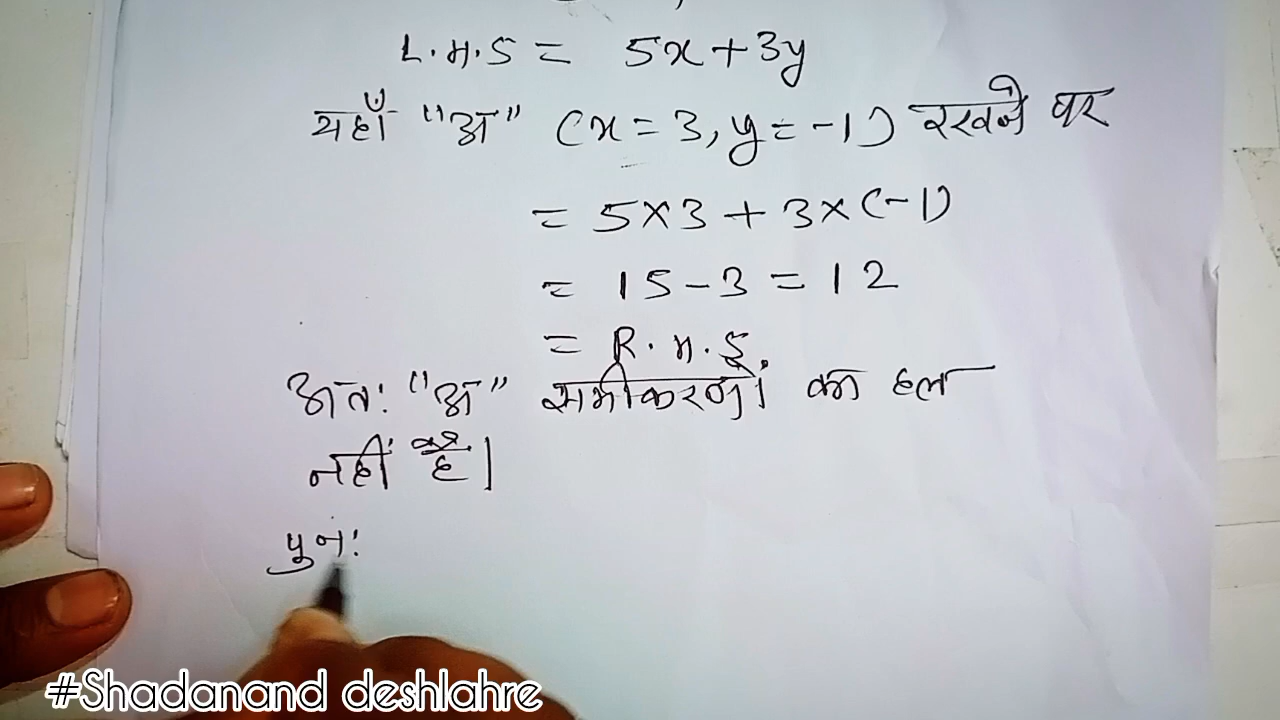 L.H.S = 5x+3y
यहाँ "अ" (x=3, y=-1) रखने पर
= 5×3 + 3×(-1)
= 15-3 = 12
= R.H.S.
अतः "अ" समीकरणों का हल
नहीं है।
पुनः
#Shadanand deshlahre